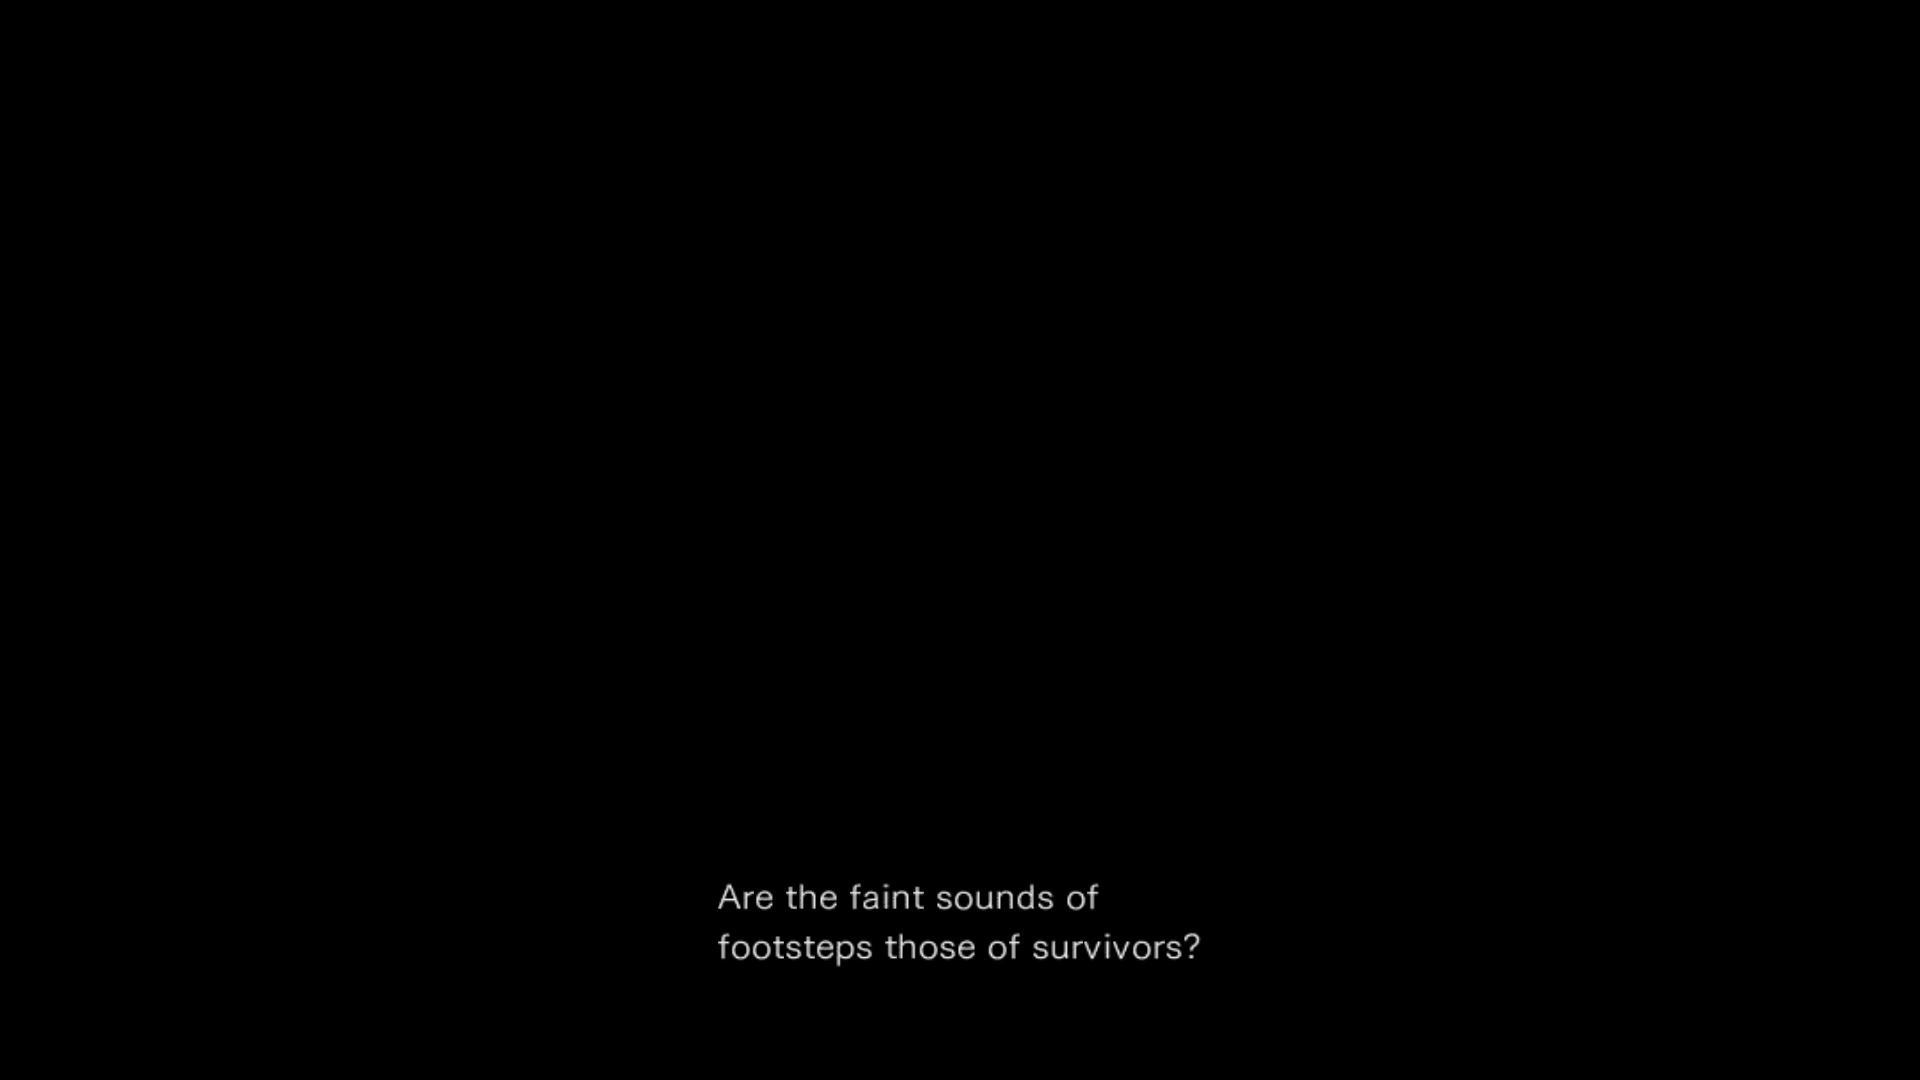 Are the faint sounds of
footsteps those of survivors?